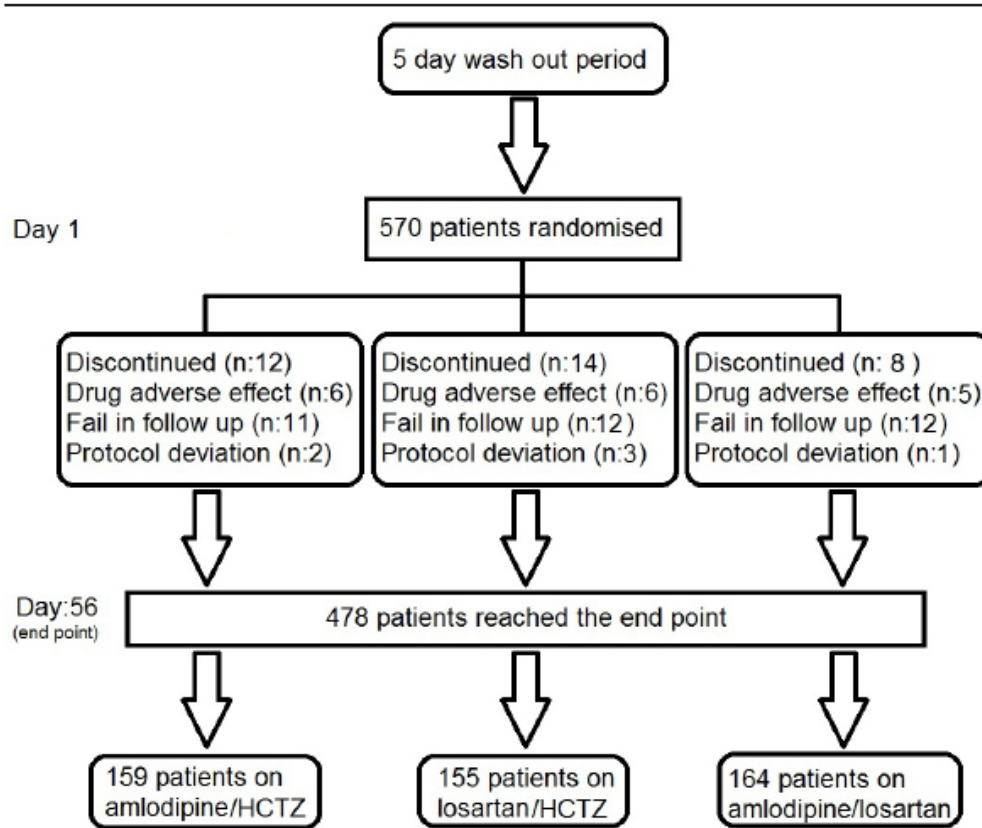 5 day wash out period
Day 1
570 patients randomised
Discontinued (n:12)
Drug adverse effect (n:6)
Fail in follow up (n:11)
Protocol deviation (n:2)
Discontinued (n:14)
Drug adverse effect (n:6)
Fail in follow up (n:12)
Protocol deviation (n:3)
Discontinued (n: 8 )
Drug adverse effect (n:5)
Fail in follow up (n:12)
Protocol deviation (n:1)
Day:56
(end point)
478 patients reached the end point
159 patients on
amlodipine/HCTZ
155 patients on
losartan/HCTZ
164 patients on
amlodipine/losartan